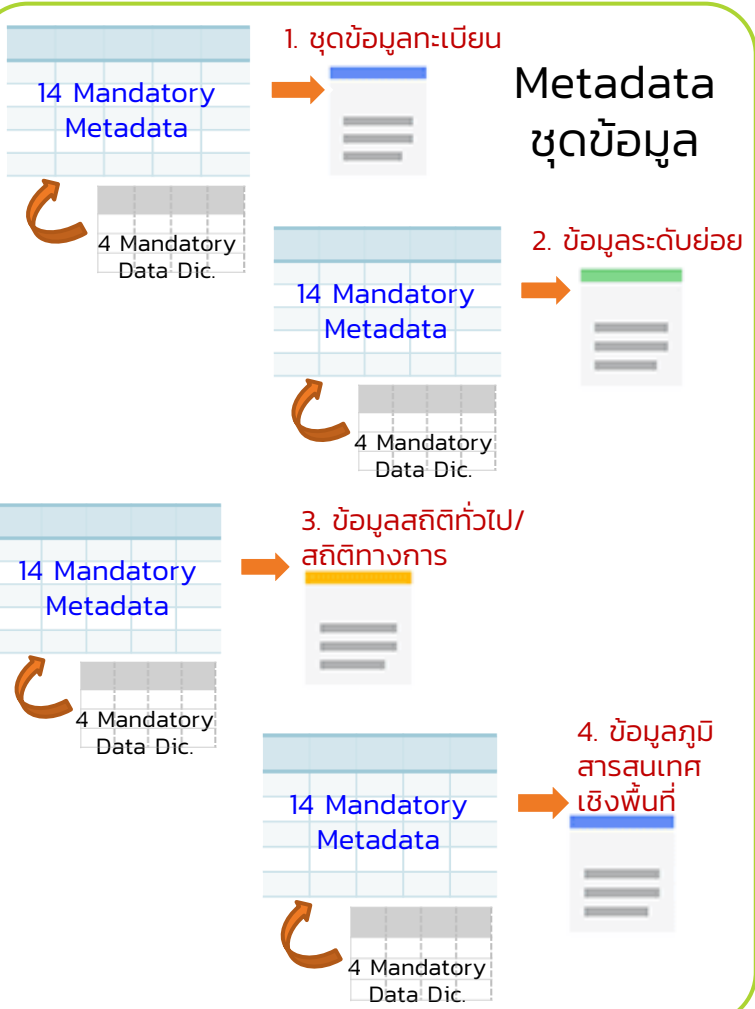 1. ชุดข้อมูลทะเบียน
Metadata
ชุดข้อมูล
14 Mandatory
Metadata
4 Mandatory
Data Dic.
2. ข้อมูลระดับย่อย
14 Mandatory
Metadata
4 Mandatory
Data Dic.
3. ข้อมูลสถิติทั่วไป/
สถิติทางการ
14 Mandatory
Metadata
4 Mandatory
Data Dic.
4. ข้อมูลภูมิ
สารสนเทศ
เชิงพื้นที่
14 Mandatory
Metadata
4 Mandatory
Data Dic.